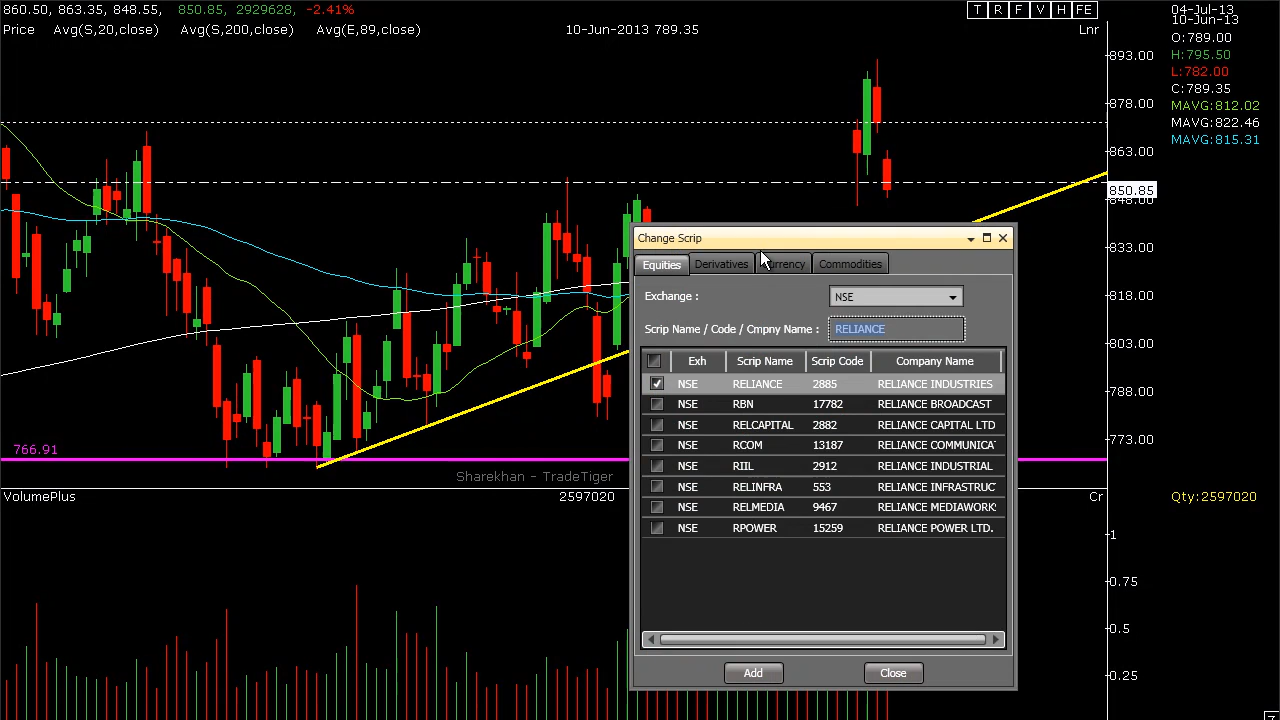 860.50, 863.35, 848.55, 850.85, 2929628, -2.41%
T R F V H FE
04-Jul-13
10-Jun-13
Price Avg(S,20,close) Avg(S,200,close) Avg(E,89,close) 10-Jun-2013 789.35 Lnr
O:789.00
H:795.50
L:782.00
C:789.35
MAVG:812.02
MAVG:822.46
MAVG:815.31
893.00
878.00
863.00
850.85
848.00
833.00
818.00
803.00
788.00
773.00
766.91
Sharekhan - TradeTiger
Change Scrip
Equities Derivatives Commodities
Exchange : NSE
Scrip Name / Code / Cmpny Name : RELIANCE
Exh Scrip Name Scrip Code Company Name
NSE RELIANCE 2885 RELIANCE INDUSTRIES
NSE RBN 17782 RELIANCE BROADCAST
NSE RELCAPITAL 2882 RELIANCE CAPITAL LTD
NSE RCOM 13187 RELIANCE COMMUNICA
NSE RIIL 2912 RELIANCE INDUSTRIAL
NSE RELINFRA 553 RELIANCE INFRASTRUC
NSE RELMEDIA 9467 RELIANCE MEDIAWORK
NSE RPOWER 15259 RELIANCE POWER LTD.
Add Close
VolumePlus 2597020 Cr
Qty:2597020
1
0.75
0.5
0.25